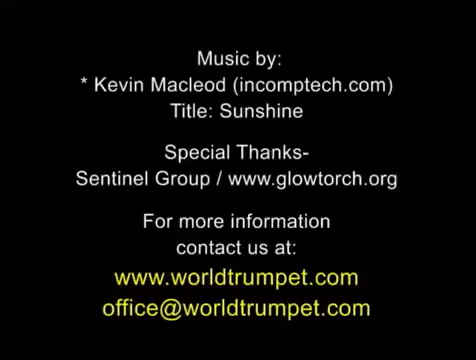 Music by:
* Kevin Macleod (incomptech.com)
Title: Sunshine
Special Thanks-
Sentinel Group / www.glowtorch.org
For more information
contact us at:
www.worldtrumpet.com
office@worldtrumpet.com